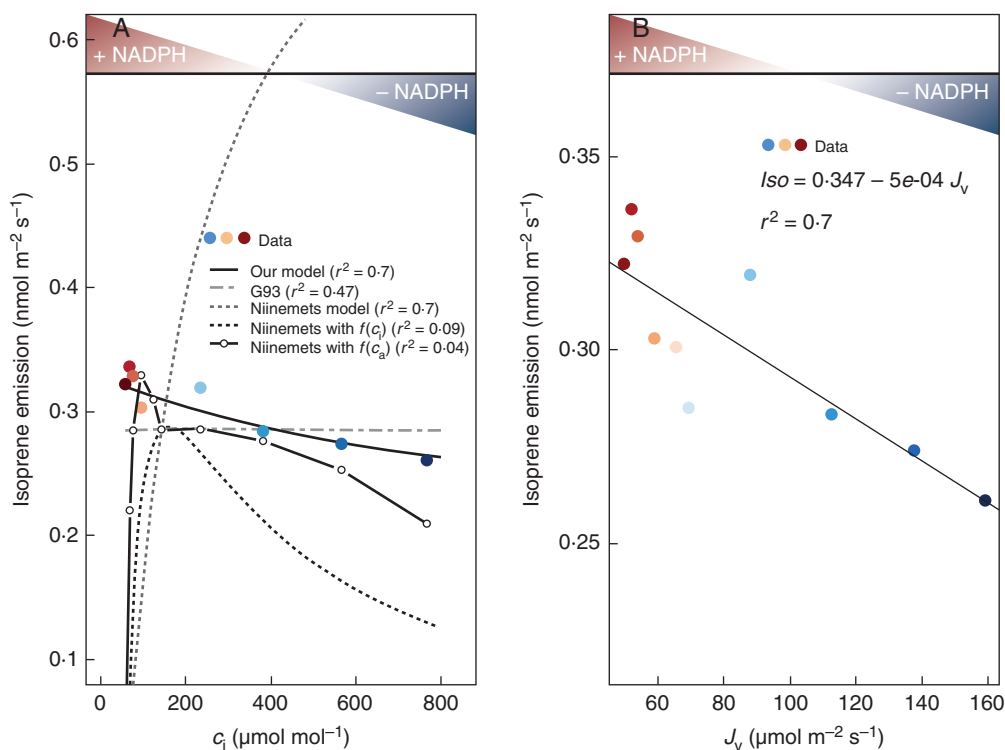 A
+ NADPH
– NADPH
0·6
0·5
0·4
0·3
0·2
0·1
Isoprene emission (nmol m–2 s–1)
Data
Our model (r2 = 0·7)
G93 (r2 = 0·47)
Niinemets model (r2 = 0·7)
Niinemets with f(ci) (r2 = 0·09)
Niinemets with f(ca) (r2 = 0·04)
0 200 400 600 800
ci (µmol mol–1)
B
+ NADPH
– NADPH
Data
Iso = 0·347 – 5e-04 Jv
r2 = 0·7
0·35
0·30
0·25
Isoprene emission (nmol m–2 s–1)
60 80 100 120 140 160
Jv (µmol m–2 s–1)